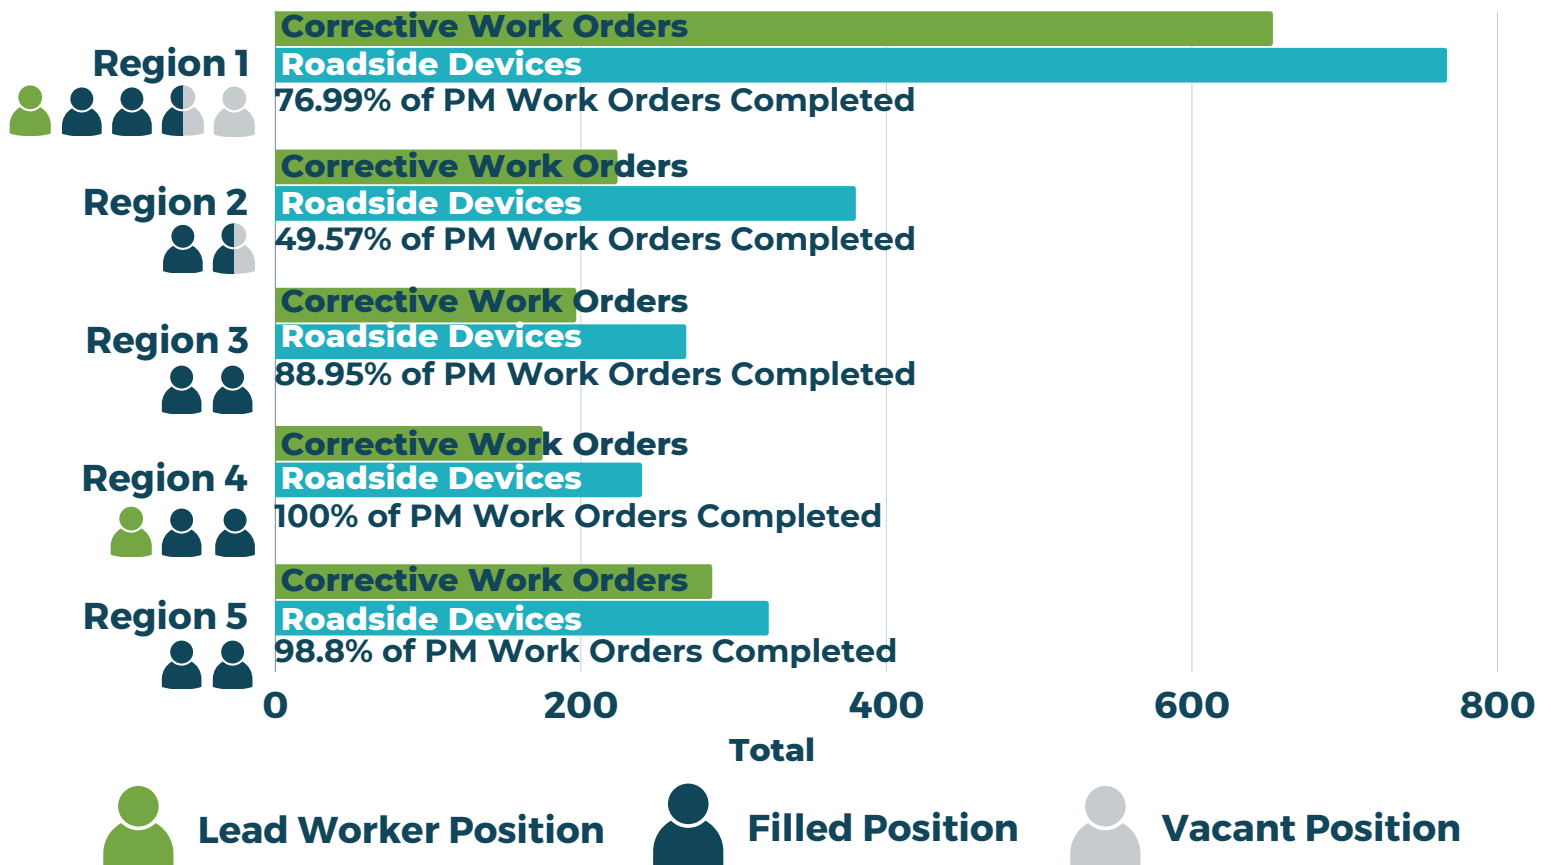 Corrective Work Orders
Region 1
Roadside Devices
76.99% of PM Work Orders Completed
Corrective Work Orders
Region 2
Roadside Devices
49.57% of PM Work Orders Completed
Corrective Work Orders
Region 3
Roadside Devices
88.95% of PM Work Orders Completed
Corrective Work Orders
Region 4
Roadside Devices
100% of PM Work Orders Completed
Corrective Work Orders
Region 5
Roadside Devices
98.8% of PM Work Orders Completed
0 200 400 600 800
Total
Lead Worker Position Filled Position Vacant Position